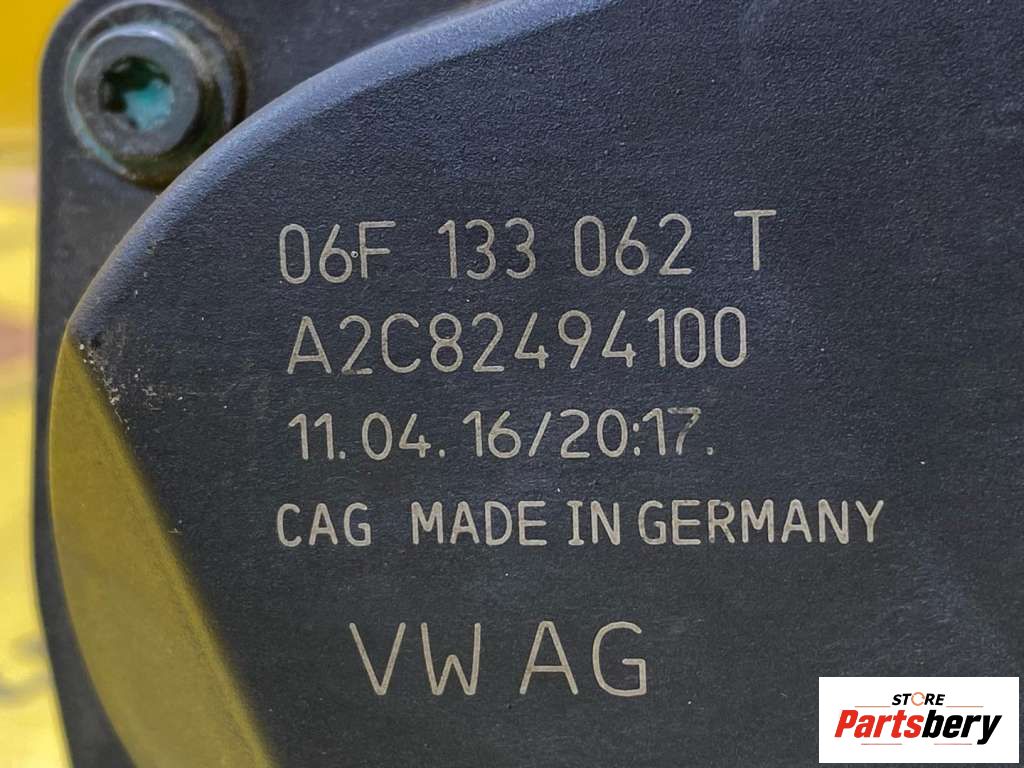 06F 133 062 T
A2C82494100
11.04.16/20:17.
CAG MADE IN GERMANY
VW AG
STORE
Partsbery